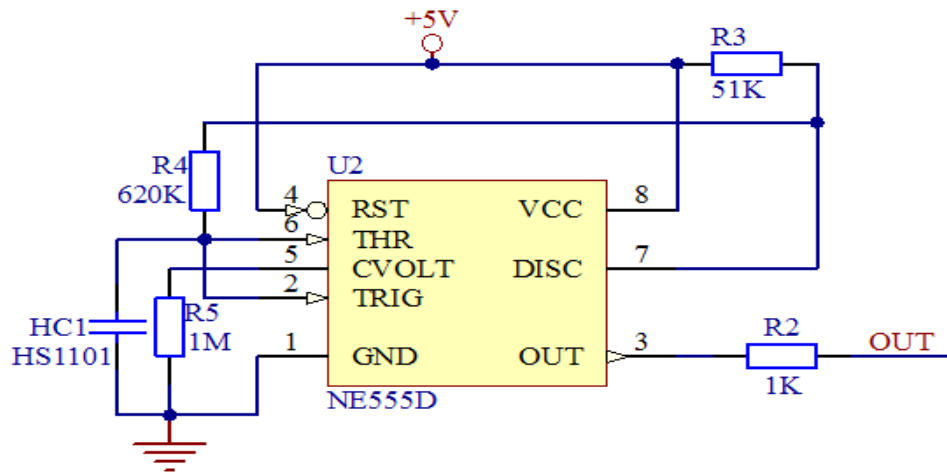 +5V
R3
51K
R4
620K
U2
4
RST
VCC
8
6
THR
5
CVOLT
DISC
7
2
TRIG
R5
1M
HC1
HS1101
1
GND
OUT
3
R2
1K
OUT
NE555D